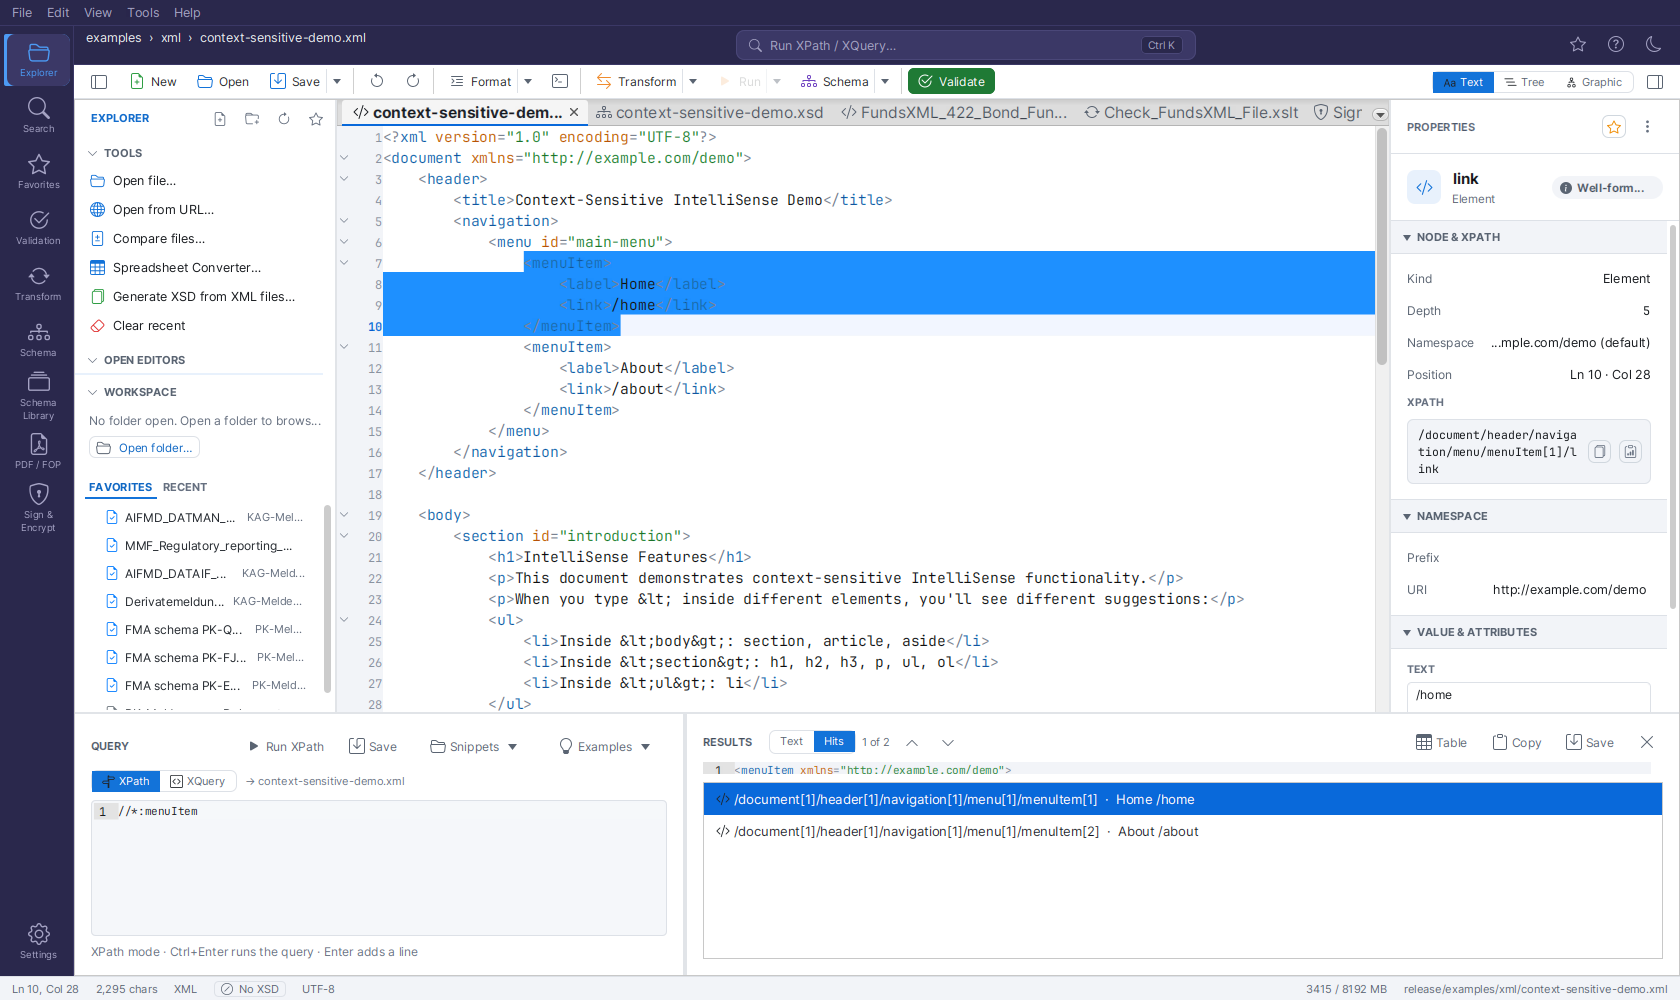 File Edit View Tools Help
examples › xml › context-sensitive-demo.xml
Run XPath / XQuery... Ctrl K
New Open Save Format Transform Run Schema Validate
Aa Text Tree Graphic
Explorer
Search
Favorites
Validation
Transform
Schema
Schema
Library
PDF / FOP
Sign &
Encrypt
Settings
EXPLORER
TOOLS
Open file...
Open from URL...
Compare files...
Spreadsheet Converter...
Generate XSD from XML files...
Clear recent
OPEN EDITORS
WORKSPACE
No folder open. Open a folder to brows...
Open folder...
FAVORITES RECENT
AIFMD_DATMAN_... KAG-Mel...
MMF_Regulatory_reporting_...
AIFMD_DATAIF_... KAG-Meld...
Derivatemeldun... KAG-Melde...
FMA schema PK-Q... PK-Mel...
FMA schema PK-FJ... PK-Mel...
FMA schema PK-E... PK-Meld...
context-sensitive-dem... context-sensitive-demo.xsd FundsXML_422_Bond_Fun... Check_FundsXML_File.xslt Sign
1 <?xml version="1.0" encoding="UTF-8"?>
2 <document xmlns="http://example.com/demo">
3 <header>
4 <title>Context-Sensitive IntelliSense Demo</title>
5 <navigation>
6 <menu id="main-menu">
7 <menuItem>
8 <label>Home</label>
9 <link>/home</link>
10 </menuItem>
11 <menuItem>
12 <label>About</label>
13 <link>/about</link>
14 </menuItem>
15 </menu>
16 </navigation>
17 </header>
18
19 <body>
20 <section id="introduction">
21 <h1>IntelliSense Features</h1>
22 <p>This document demonstrates context-sensitive IntelliSense functionality.</p>
23 <p>When you type &lt; inside different elements, you'll see different suggestions:</p>
24 <ul>
25 <li>Inside &lt;body&gt;: section, article, aside</li>
26 <li>Inside &lt;section&gt;: h1, h2, h3, p, ul, ol</li>
27 <li>Inside &lt;ul&gt;: li</li>
28 </ul>
PROPERTIES
link
Element
Well-form...
NODE & XPATH
Kind Element
Depth 5
Namespace ...mple.com/demo (default)
Position Ln 10 · Col 28
XPATH
/document/header/naviga
tion/menu/menuItem[1]/l
ink
NAMESPACE
Prefix
URI http://example.com/demo
VALUE & ATTRIBUTES
TEXT
/home
QUERY Run XPath Save Snippets Examples
XPath XQuery → context-sensitive-demo.xml
1 //*:menuItem
XPath mode · Ctrl+Enter runs the query · Enter adds a line
RESULTS Text Hits 1 of 2 Table Copy Save
1 <menuItem xmlns="http://example.com/demo">
/document[1]/header[1]/navigation[1]/menu[1]/menuItem[1] · Home /home
/document[1]/header[1]/navigation[1]/menu[1]/menuItem[2] · About /about
Ln 10, Col 28 2,295 chars XML No XSD UTF-8 3415 / 8192 MB release/examples/xml/context-sensitive-demo.xml